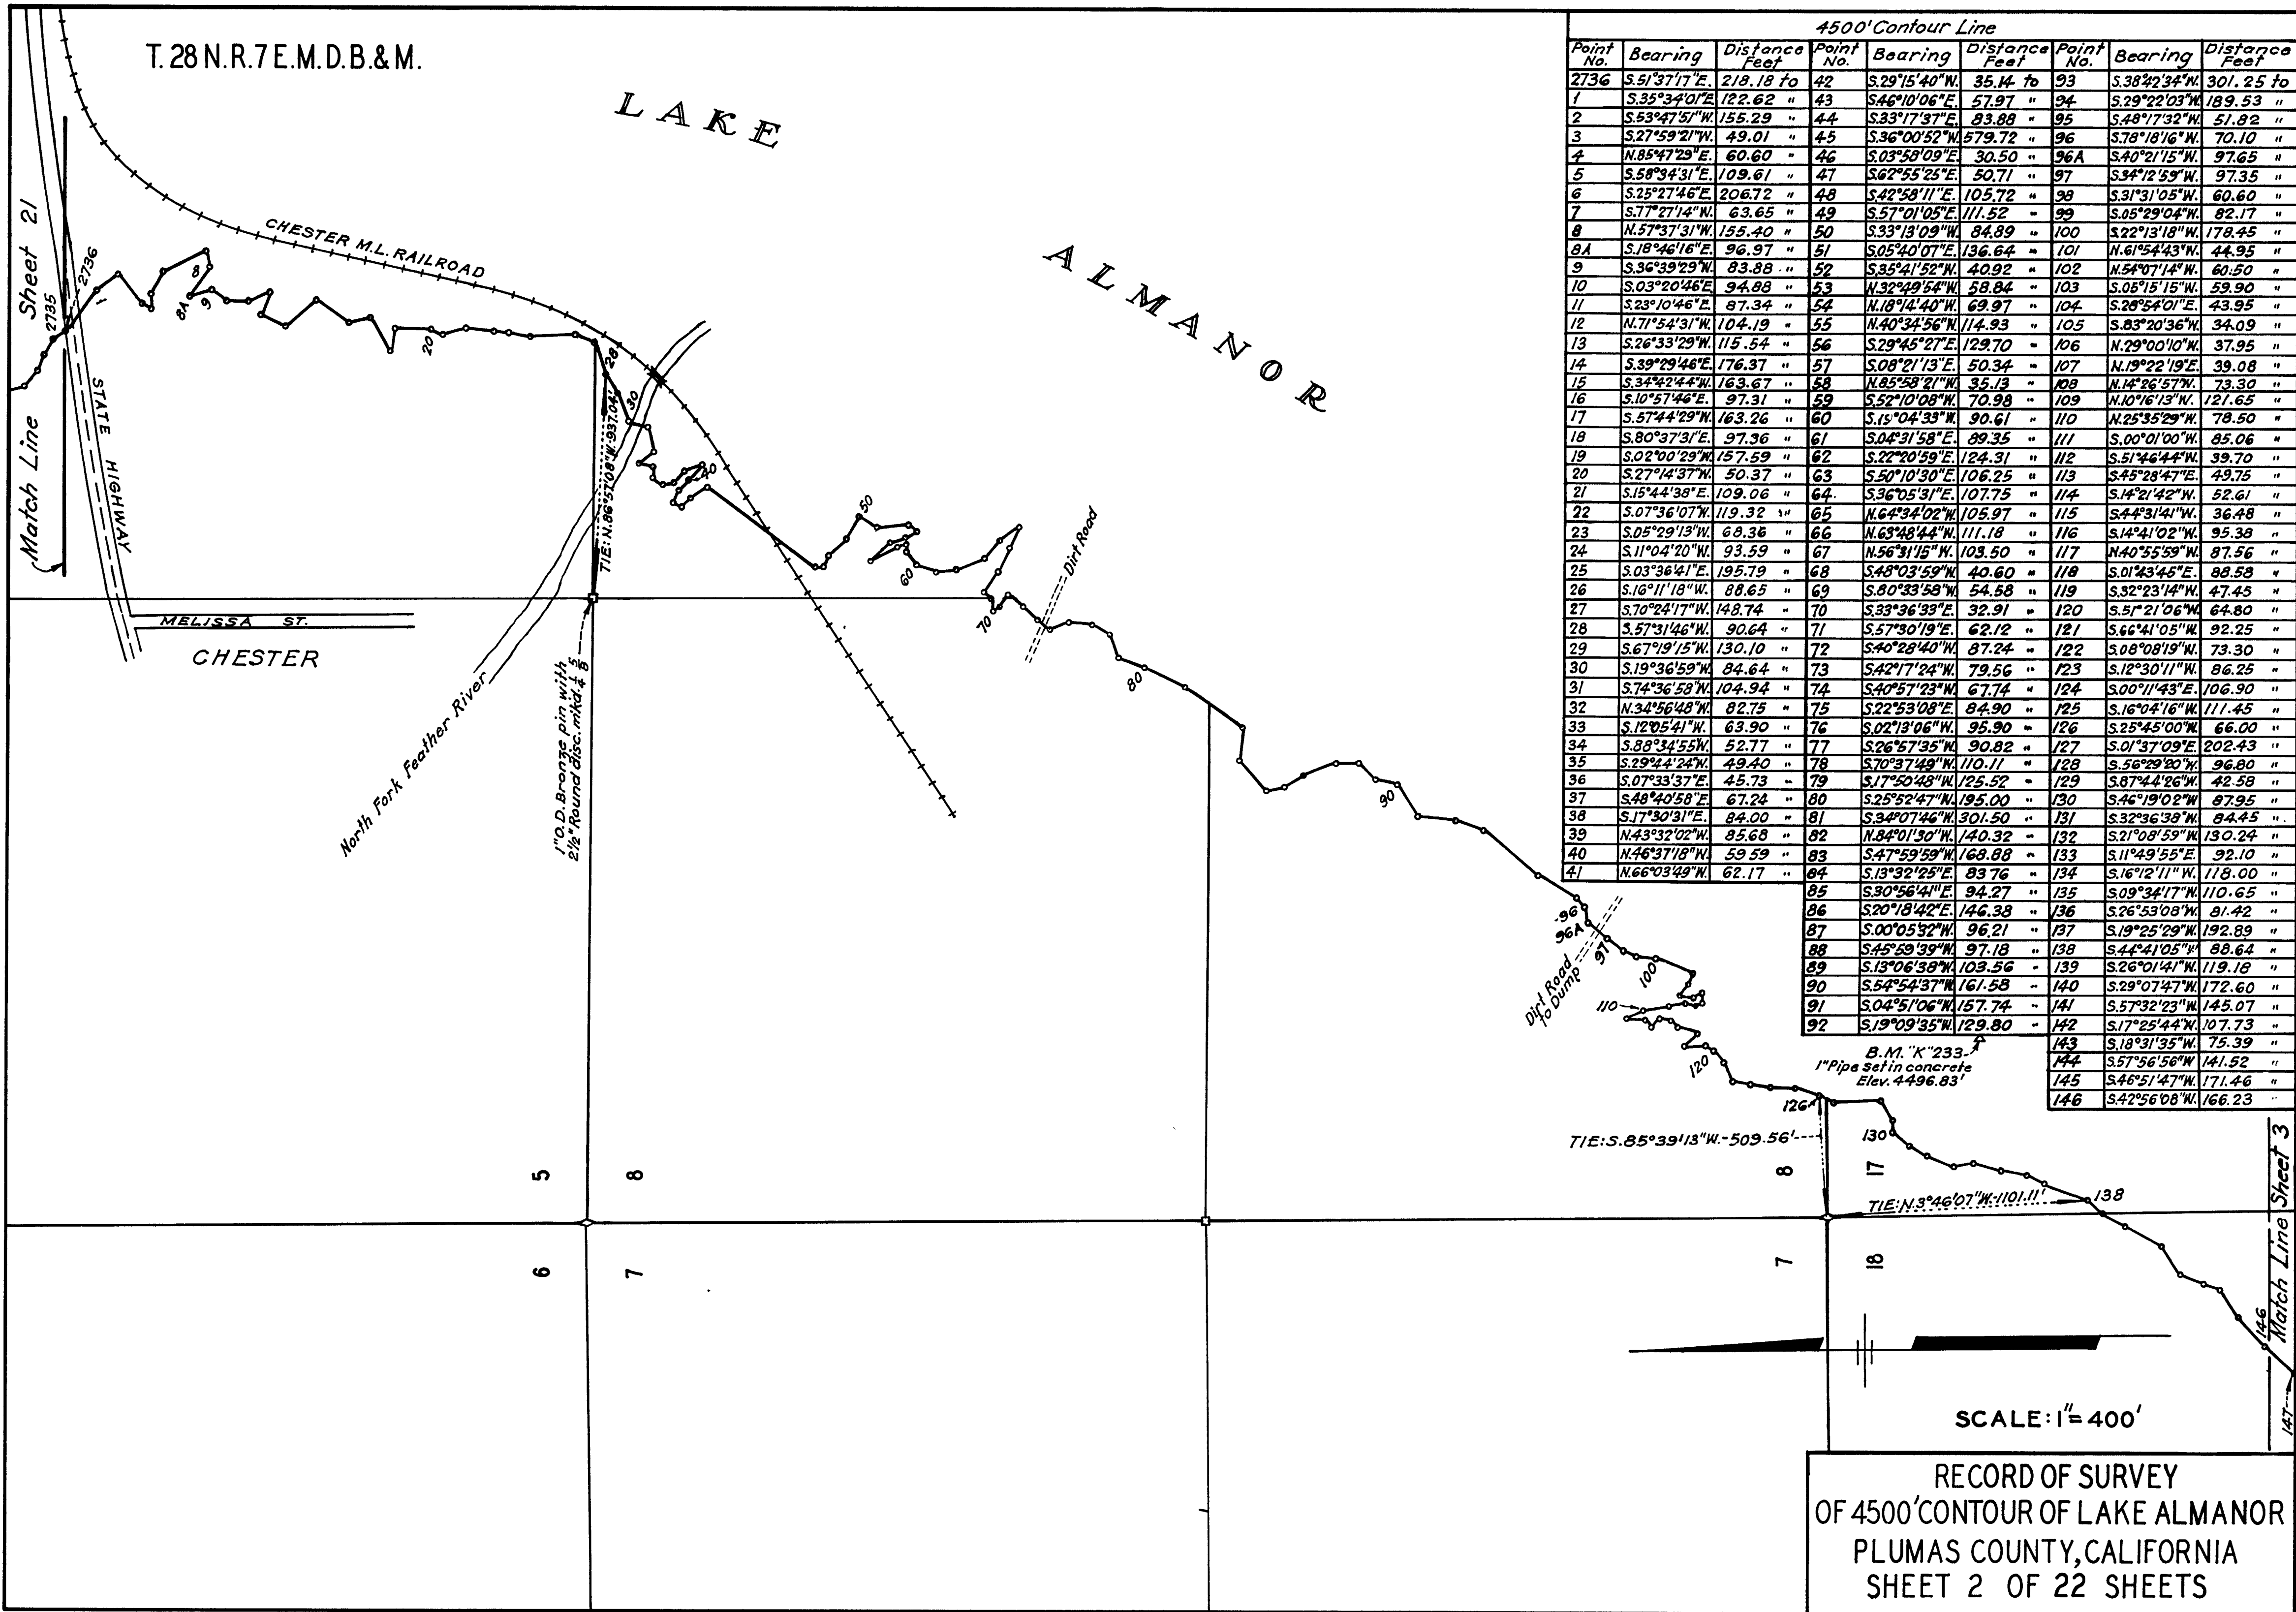 T. 28 N. R. 7 E. M. D. B. & M.
LAKE
ALMANOR
CHESTER M.L. RAILROAD
Sheet 21
Match Line
2735
2736
1
8
8A
9
20
28
30
40
50
60
70
80
90
96
96A
97
100
110
120
126
130
138
146
147
STATE HIGHWAY
MELISSA ST.
CHESTER
North Fork Feather River
TIE: N.86°57'08"W.-937.04'
1"O.D. Bronze pin with
2½" Round disc. mkd. ¼ 5/8
Dirt Road
Dirt Road
To Dump
5
8
6
7
8
17
7
18
B.M. "K" 233
1" Pipe set in concrete
Elev. 4496.83'
TIE: S.85°39'13"W.-509.56'
TIE: N.3°46'07"W.-1101.11'
Match Line Sheet 3
4500' Contour Line
Point No. Bearing Distance Feet Point No. Bearing Distance Feet Point No. Bearing Distance Feet
2736 S.51°37'17"E. 218.18 to 42 S.29°15'40"W. 35.14 to 93 S.38°42'34"W. 301.25 to
1 S.35°34'01"E. 122.62 " 43 S.46°10'06"E. 57.97 " 94 S.29°22'03"W. 189.53 "
2 S.53°47'51"W. 155.29 " 44 S.33°17'37"E. 83.88 " 95 S.48°17'32"W. 51.82 "
3 S.27°59'21"W. 49.01 " 45 S.36°00'52"W. 579.72 " 96 S.78°18'16"W. 70.10 "
4 N.85°47'29"E. 60.60 " 46 S.03°58'09"E. 30.50 " 96A S.40°21'15"W. 97.65 "
5 S.58°34'31"E. 109.61 " 47 S.62°55'25"E. 50.71 " 97 S.34°12'59"W. 97.35 "
6 S.25°27'46"E. 206.72 " 48 S.42°58'11"E. 105.72 " 98 S.31°31'05"W. 60.60 "
7 S.77°27'14"W. 63.65 " 49 S.57°01'05"E. 111.52 " 99 S.05°29'04"W. 82.17 "
8 N.57°37'31"W. 155.40 " 50 S.33°13'09"W. 84.89 " 100 S.22°13'18"W. 178.45 "
8A S.18°46'16"E. 96.97 " 51 S.05°40'07"E. 136.64 " 101 N.61°54'43"W. 44.95 "
9 S.36°39'29"W. 83.88 " 52 S.35°41'52"W. 40.92 " 102 N.54°07'14"W. 60.50 "
10 S.03°20'46"E. 94.88 " 53 N.32°49'54"W. 58.84 " 103 S.05°15'15"W. 59.90 "
11 S.23°10'46"E. 87.34 " 54 N.18°14'40"W. 69.97 " 104 S.28°54'01"E. 43.95 "
12 N.71°54'31"W. 104.19 " 55 N.40°34'56"W. 114.93 " 105 S.83°20'36"W. 34.09 "
13 S.26°33'29"W. 115.54 " 56 S.29°45'27"E. 129.70 " 106 N.29°00'10"W. 37.95 "
14 S.39°29'46"E. 176.37 " 57 S.08°21'13"E. 50.34 " 107 N.19°22'19"E. 39.08 "
15 S.34°42'44"W. 163.67 " 58 N.85°58'21"W. 35.13 " 108 N.14°26'57"W. 73.30 "
16 S.10°57'46"E. 97.31 " 59 S.52°10'08"W. 70.98 " 109 N.10°16'13"W. 121.65 "
17 S.57°44'29"W. 163.26 " 60 S.19°04'33"W. 90.61 " 110 N.25°35'29"W. 78.50 "
18 S.80°37'31"E. 97.36 " 61 S.04°31'58"E. 89.35 " 111 S.00°01'00"W. 85.06 "
19 S.02°00'29"W. 157.59 " 62 S.22°20'59"E. 124.31 " 112 S.51°46'44"W. 39.70 "
20 S.27°14'37"W. 50.37 " 63 S.50°10'30"E. 106.25 " 113 S.45°28'47"E. 49.75 "
21 S.15°44'38"E. 109.06 " 64. S.36°05'31"E. 107.75 " 114 S.14°21'42"W. 52.61 "
22 S.07°36'07"W. 119.32 " 65 N.64°34'02"W. 105.97 " 115 S.44°31'41"W. 36.48 "
23 S.05°29'13"W. 68.36 " 66 N.63°48'44"W. 111.18 " 116 S.14°41'02"W. 95.38 "
24 S.11°04'20"W. 93.59 " 67 N.56°31'15"W. 103.50 " 117 N.40°55'59"W. 87.56 "
25 S.03°36'41"E. 195.79 " 68 S.48°03'59"W. 40.60 " 118 S.01°43'45"E. 88.58 "
26 S.16°11'18"W. 88.65 " 69 S.80°33'58"W. 54.58 " 119 S.32°23'14"W. 47.45 "
27 S.70°24'17"W. 148.74 " 70 S.33°36'33"E. 32.91 " 120 S.51°21'06"W. 64.80 "
28 S.57°31'46"W. 90.64 " 71 S.57°30'19"E. 62.12 " 121 S.66°41'05"W. 92.25 "
29 S.67°19'15"W. 130.10 " 72 S.40°28'40"W. 87.24 " 122 S.08°08'19"W. 73.30 "
30 S.19°36'59"W. 84.64 " 73 S.42°17'24"W. 79.56 " 123 S.12°30'11"W. 86.25 "
31 S.74°36'58"W. 104.94 " 74 S.40°57'23"W. 67.74 " 124 S.00°11'43"E. 106.90 "
32 N.34°56'48"W. 82.75 " 75 S.22°53'08"E. 84.90 " 125 S.16°04'16"W. 111.45 "
33 S.12°05'41"W. 63.90 " 76 S.02°13'06"W. 95.90 " 126 S.25°45'00"W. 66.00 "
34 S.88°34'55"W. 52.77 " 77 S.26°57'35"W. 90.82 " 127 S.01°37'09"E. 202.43 "
35 S.29°44'24"W. 49.40 " 78 S.70°37'49"W. 110.11 " 128 S.56°29'20"W. 96.80 "
36 S.07°33'37"E. 45.73 " 79 S.17°50'48"W. 125.52 " 129 S.87°44'26"W. 42.58 "
37 S.48°40'58"E. 67.24 " 80 S.25°52'47"W. 195.00 " 130 S.46°19'02"W 87.95 "
38 S.17°30'31"E. 84.00 " 81 S.34°07'46"W. 301.50 " 131 S.32°36'38"W. 84.45 "
39 N.43°32'02"W. 85.68 " 82 N.84°01'30"W. 140.32 " 132 S.21°08'59"W. 130.24 "
40 N.46°37'18"W. 59 59 " 83 S.47°59'59"W. 168.88 " 133 S.11°49'55"E. 92.10 "
41 N.66°03'49"W. 62.17 " 84 S.13°32'25"E. 83 76 " 134 S.16°12'11"W. 118.00 "
85 S.30°56'41"E. 94.27 " 135 S.09°34'17"W. 110.65 "
86 S.20°18'42"E. 146.38 " 136 S.26°53'08"W. 81.42 "
87 S.00°05'32"W. 96.21 " 137 S.19°25'29"W. 192.89 "
88 S.45°59'39"W. 97.18 " 138 S.44°41'05"W. 88.64 "
89 S.13°06'38"W. 103.56 " 139 S.26°01'41"W. 119.18 "
90 S.54°54'37"W. 161.58 " 140 S.29°07'47"W. 172.60 "
91 S.04°51'06"W. 157.74 " 141 S.57°32'23"W. 145.07 "
92 S.19°09'35"W. 129.80 " 142 S.17°25'44"W. 107.73 "
143 S.18°31'35"W. 75.39 "
144 S.57°56'56"W 141.52 "
145 S.46°51'47"W. 171.46 "
146 S.42°56'08"W. 166.23 "
SCALE: 1"= 400'
RECORD OF SURVEY
OF 4500' CONTOUR OF LAKE ALMANOR
PLUMAS COUNTY, CALIFORNIA
SHEET 2 OF 22 SHEETS